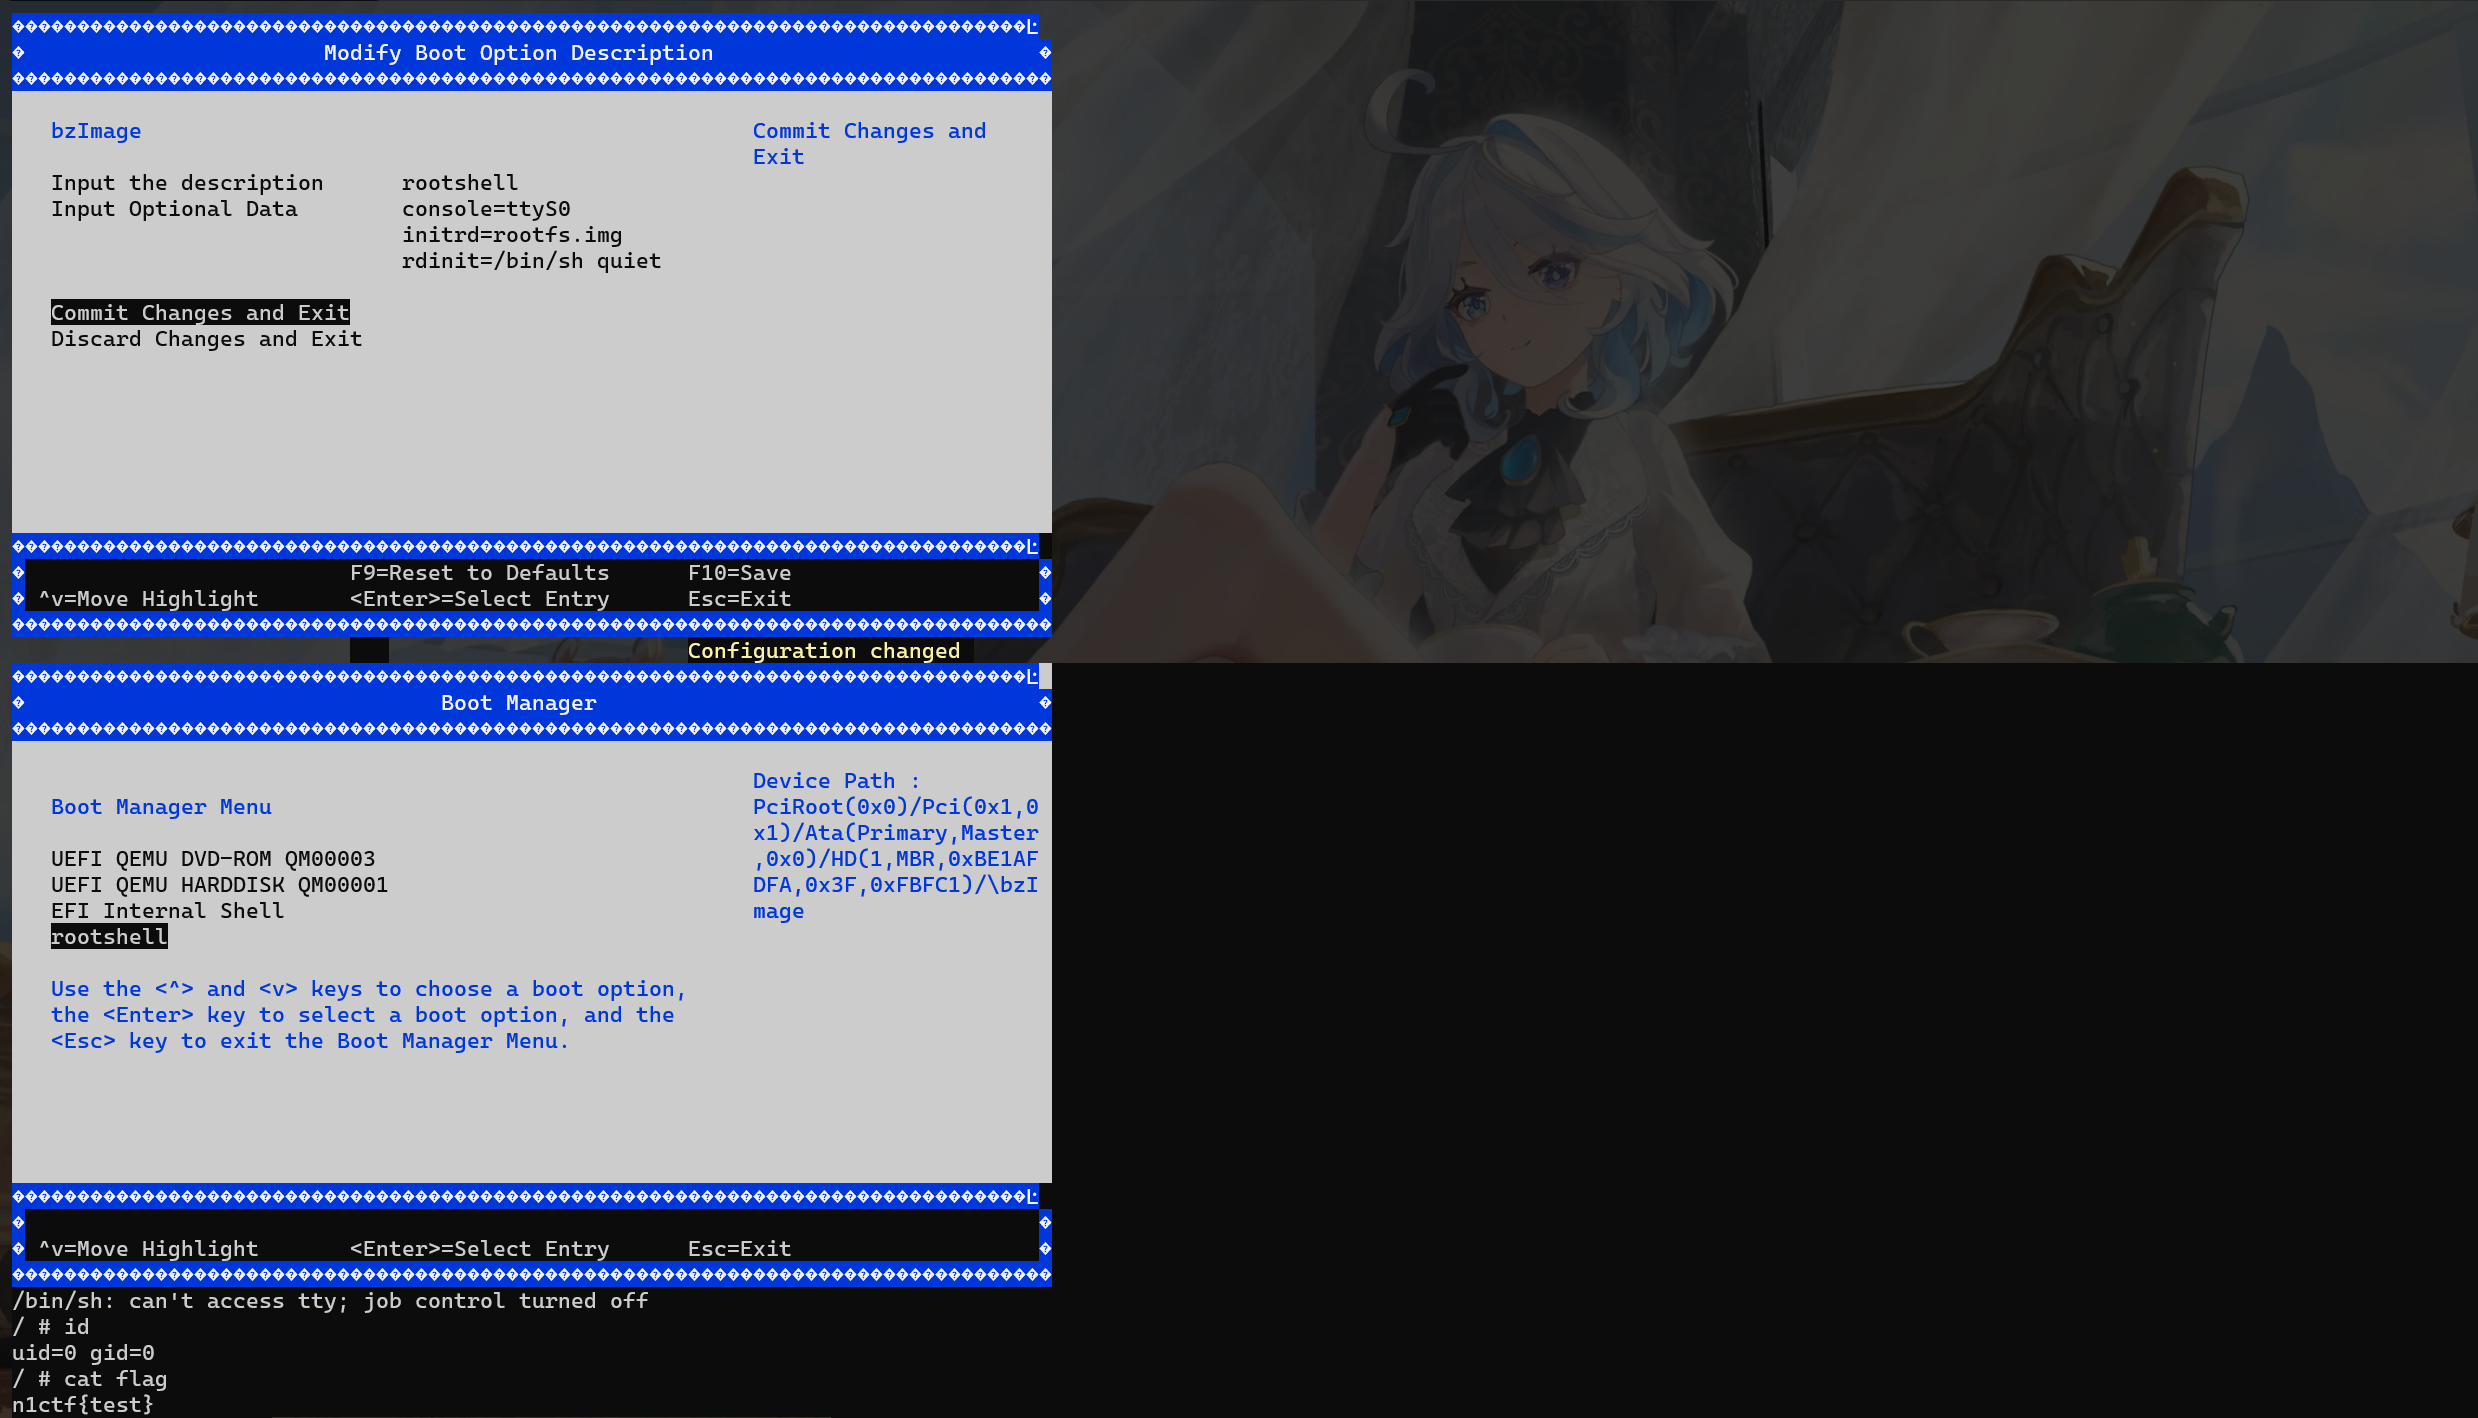 Modify Boot Option Description
bzImage
Commit Changes and
Exit
Input the description rootshell
Input Optional Data console=ttyS0
initrd=rootfs.img
rdinit=/bin/sh quiet
Commit Changes and Exit
Discard Changes and Exit
F9=Reset to Defaults F10=Save
^v=Move Highlight <Enter>=Select Entry Esc=Exit
Configuration changed
Boot Manager
Device Path :
Boot Manager Menu PciRoot(0x0)/Pci(0x1,0
x1)/Ata(Primary,Master
UEFI QEMU DVD-ROM QM00003 ,0x0)/HD(1,MBR,0xBE1AF
UEFI QEMU HARDDISK QM00001 DFA,0x3F,0xFBFC1)/\bzI
EFI Internal Shell mage
rootshell
Use the <^> and <v> keys to choose a boot option,
the <Enter> key to select a boot option, and the
<Esc> key to exit the Boot Manager Menu.
^v=Move Highlight <Enter>=Select Entry Esc=Exit
/bin/sh: can't access tty; job control turned off
/ # id
uid=0 gid=0
/ # cat flag
n1ctf{test}